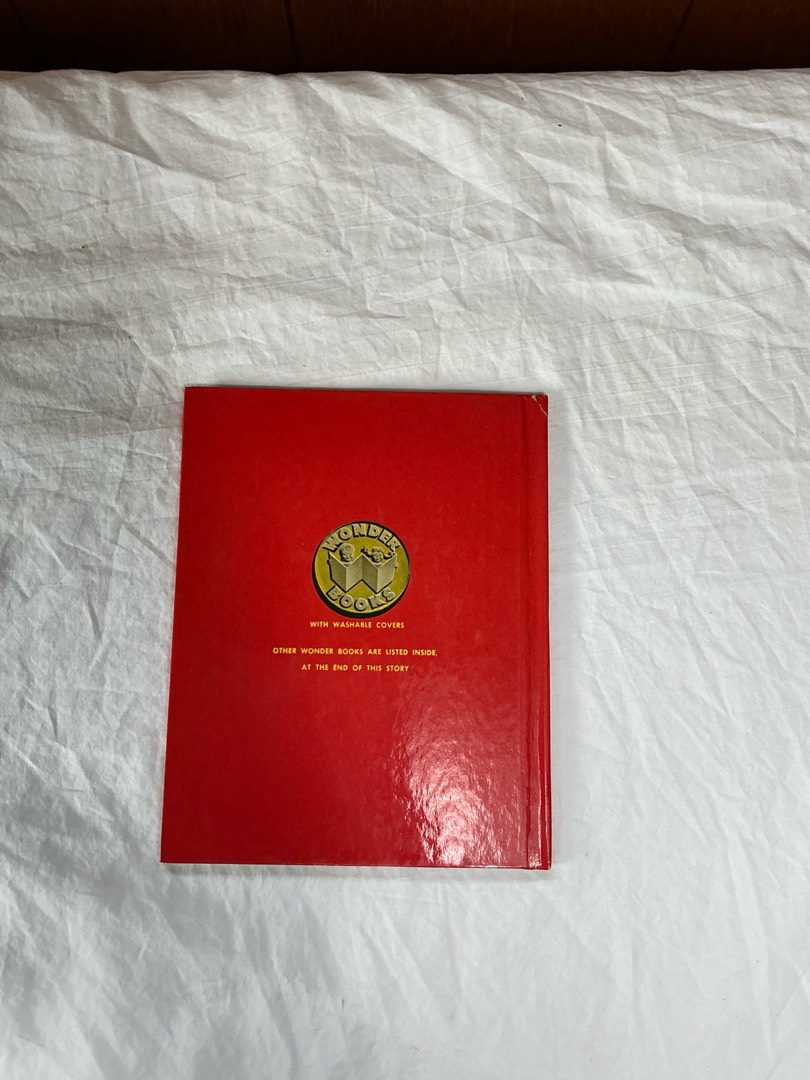 WONDER
BOOKS
WITH WASHABLE COVERS
OTHER WONDER BOOKS ARE LISTED INSIDE,
AT THE END OF THIS STORY